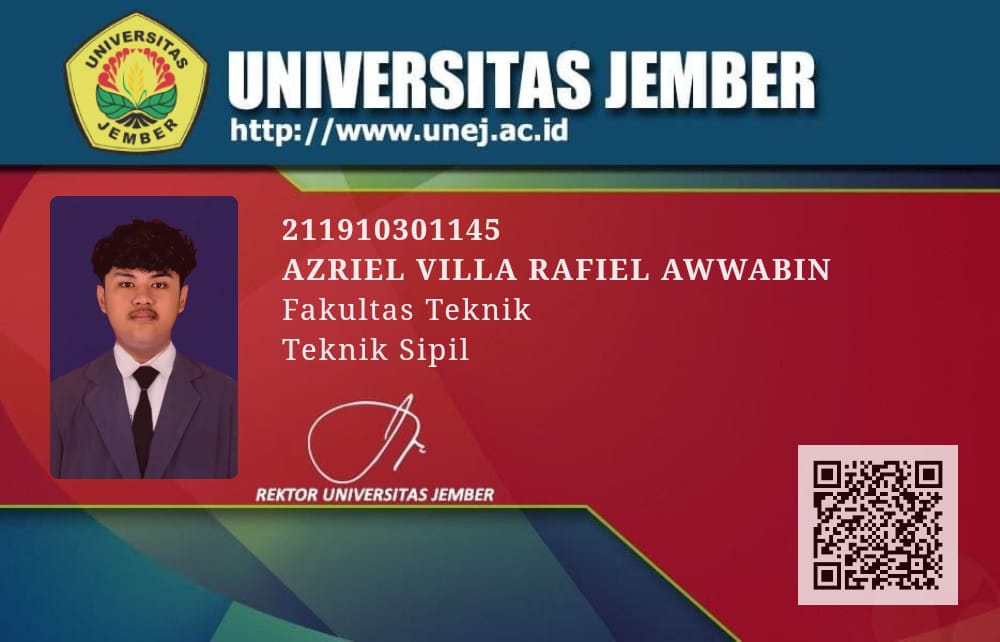 UNIVERSITAS JEMBER
UNIVERSITAS JEMBER
http://www.unej.ac.id
211910301145
AZRIEL VILLA RAFIEL AWWABIN
Fakultas Teknik
Teknik Sipil
REKTOR UNIVERSITAS JEMBER